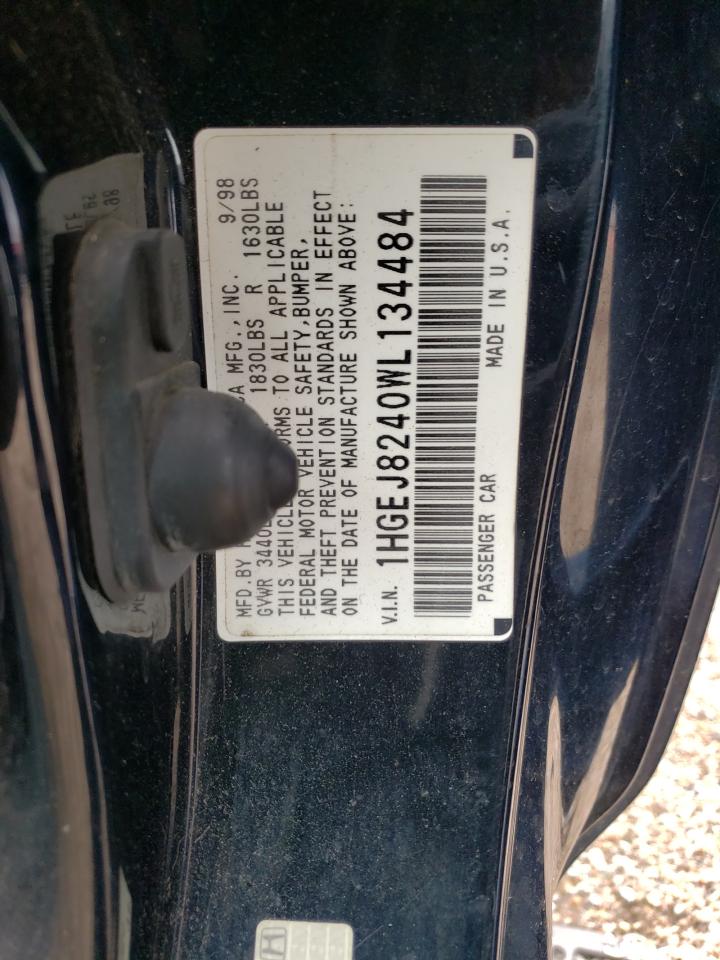 MFD. BY CA MFG., INC. 9/98
GVWR 3440 1830LBS R 1630LBS
THIS VEHICLE ORMS TO ALL APPLICABLE
FEDERAL MOTOR VEHICLE SAFETY, BUMPER,
AND THEFT PREVENTION STANDARDS IN EFFECT
ON THE DATE OF MANUFACTURE SHOWN ABOVE:
V.I.N. 1HGEJ8240WL134484
PASSENGER CAR MADE IN U.S.A.